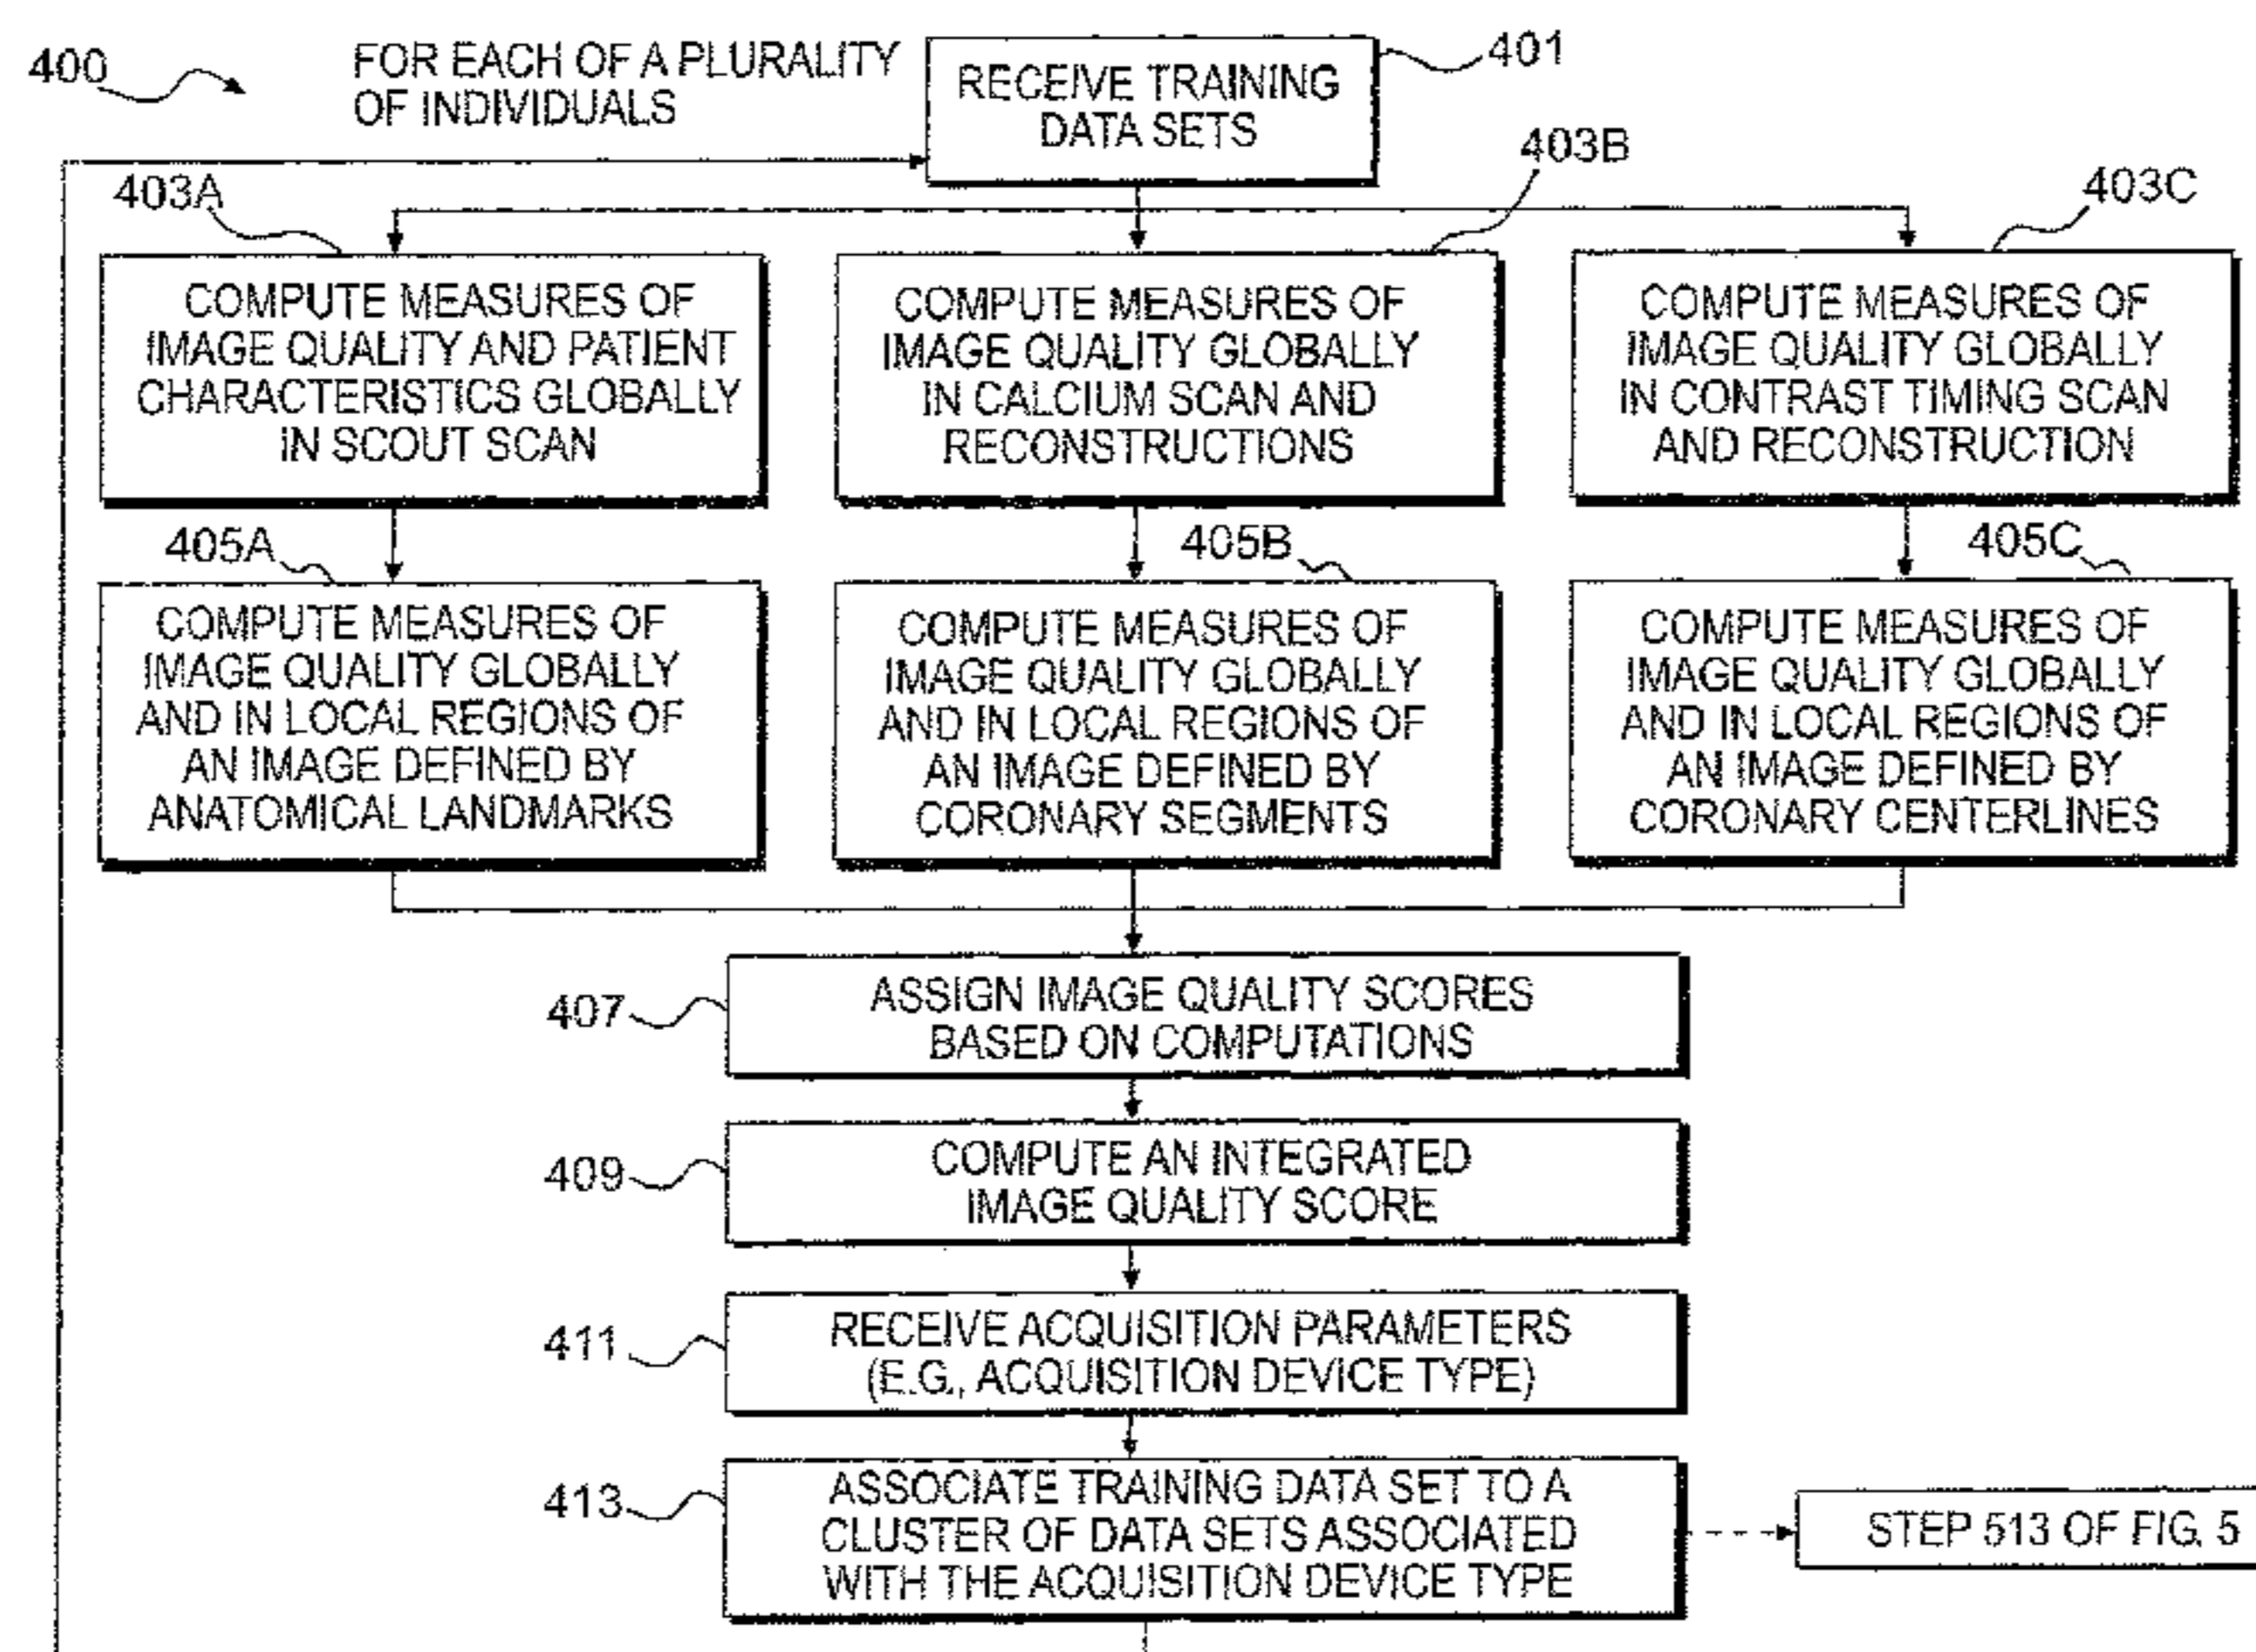 400
FOR EACH OF A PLURALITY
OF INDIVIDUALS
RECEIVE TRAINING
DATA SETS
401
403A
403B
403C
COMPUTE MEASURES OF
IMAGE QUALITY AND PATIENT
CHARACTERISTICS GLOBALLY
IN SCOUT SCAN
COMPUTE MEASURES OF
IMAGE QUALITY GLOBALLY
IN CALCIUM SCAN AND
RECONSTRUCTIONS
COMPUTE MEASURES OF
IMAGE QUALITY GLOBALLY
IN CONTRAST TIMING SCAN
AND RECONSTRUCTION
405A
405B
405C
COMPUTE MEASURES OF
IMAGE QUALITY GLOBALLY
AND IN LOCAL REGIONS OF
AN IMAGE DEFINED BY
ANATOMICAL LANDMARKS
COMPUTE MEASURES OF
IMAGE QUALITY GLOBALLY
AND IN LOCAL REGIONS OF
AN IMAGE DEFINED BY
CORONARY SEGMENTS
COMPUTE MEASURES OF
IMAGE QUALITY GLOBALLY
AND IN LOCAL REGIONS OF
AN IMAGE DEFINED BY
CORONARY CENTERLINES
407
ASSIGN IMAGE QUALITY SCORES
BASED ON COMPUTATIONS
409
COMPUTE AN INTEGRATED
IMAGE QUALITY SCORE
411
RECEIVE ACQUISITION PARAMETERS
(E.G., ACQUISITION DEVICE TYPE)
413
ASSOCIATE TRAINING DATA SET TO A
CLUSTER OF DATA SETS ASSOCIATED
WITH THE ACQUISITION DEVICE TYPE
STEP 513 OF FIG. 5